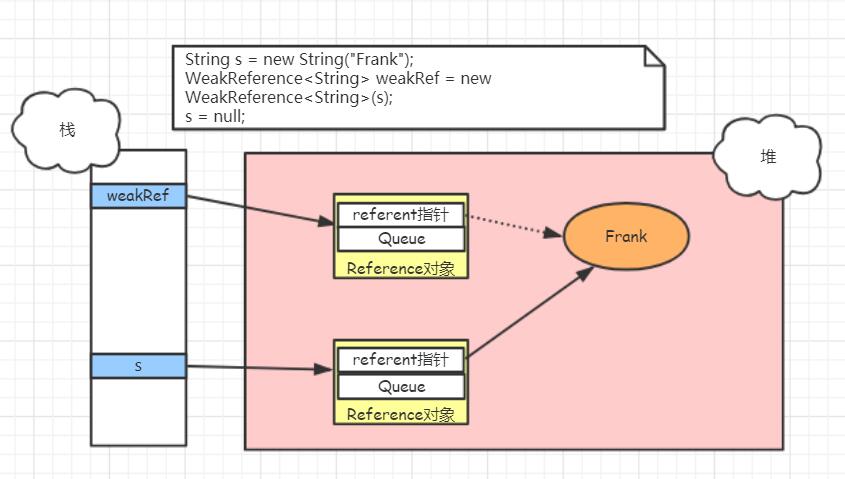 String s = new String("Frank");
WeakReference<String> weakRef = new
WeakReference<String>(s);
s = null;
栈
堆
weakRef
referent指针
Queue
Reference对象
Frank
s
referent指针
Queue
Reference对象